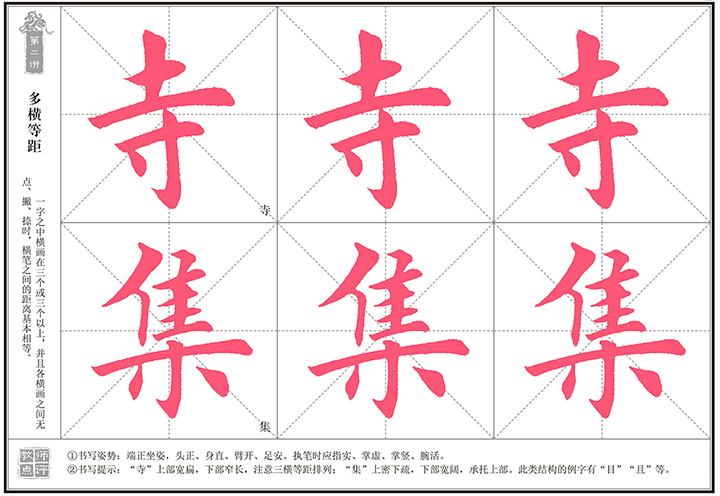 第二讲
多横等距
一字之中横画在三个或三个以上，并且各横画之间无
点、撇、捺时，横笔之间的距离基本相等。
寺 寺 寺
寺
集 集 集
集
教师点评
①书写姿势：端正坐姿，头正、身直、臂开、足安。执笔时应指实、掌虚、掌竖、腕活。
②书写提示：“寺”上部宽扁，下部窄长，注意三横等距排列；“集”上密下疏，下部宽阔，承托上部。此类结构的例字有“目”“且”等。